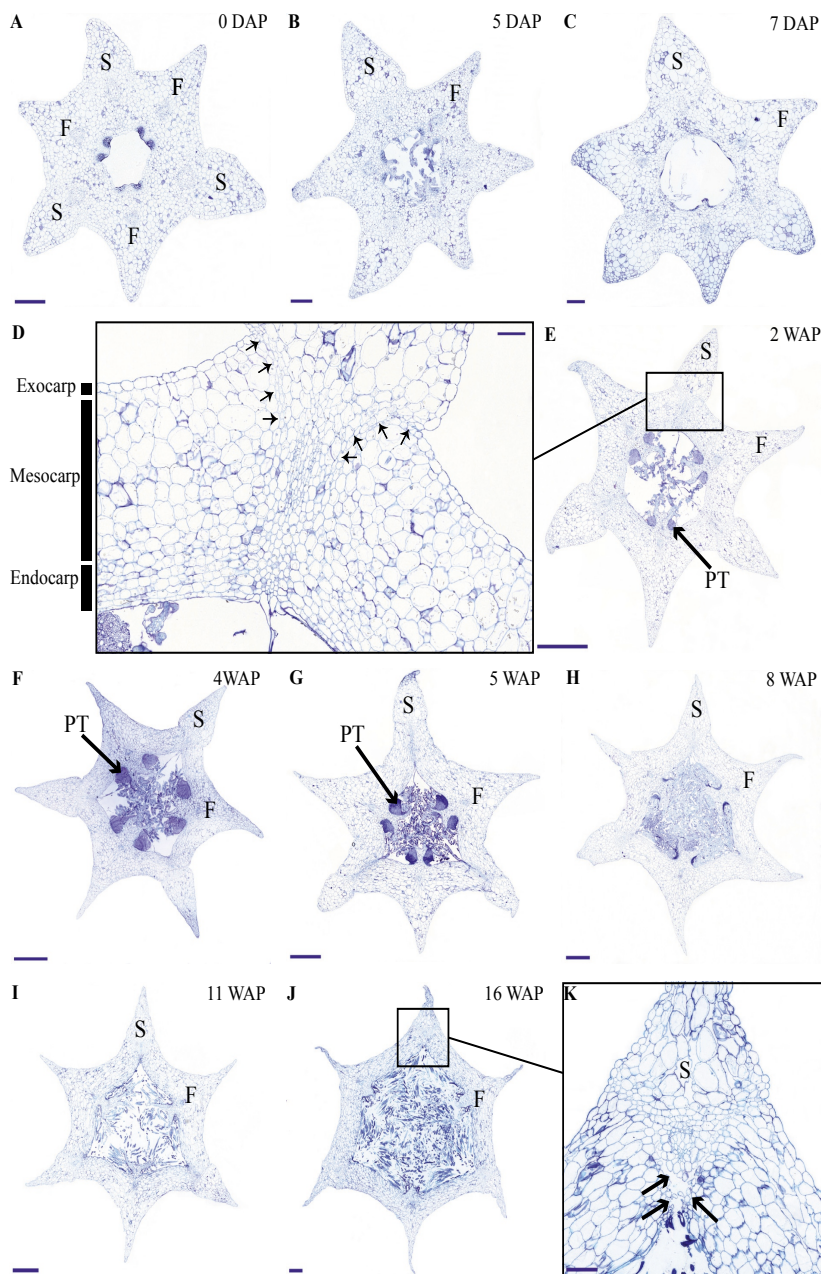 A 0 DAP B 5 DAP C 7 DAP
S F F S S F
S F
S F
D E 2 WAP
Exocarp
Mesocarp
Endocarp
S F PT
F 4WAP G 5 WAP H 8 WAP
PT S F
PT S F
S F
I 11 WAP J 16 WAP K
S F
F
S